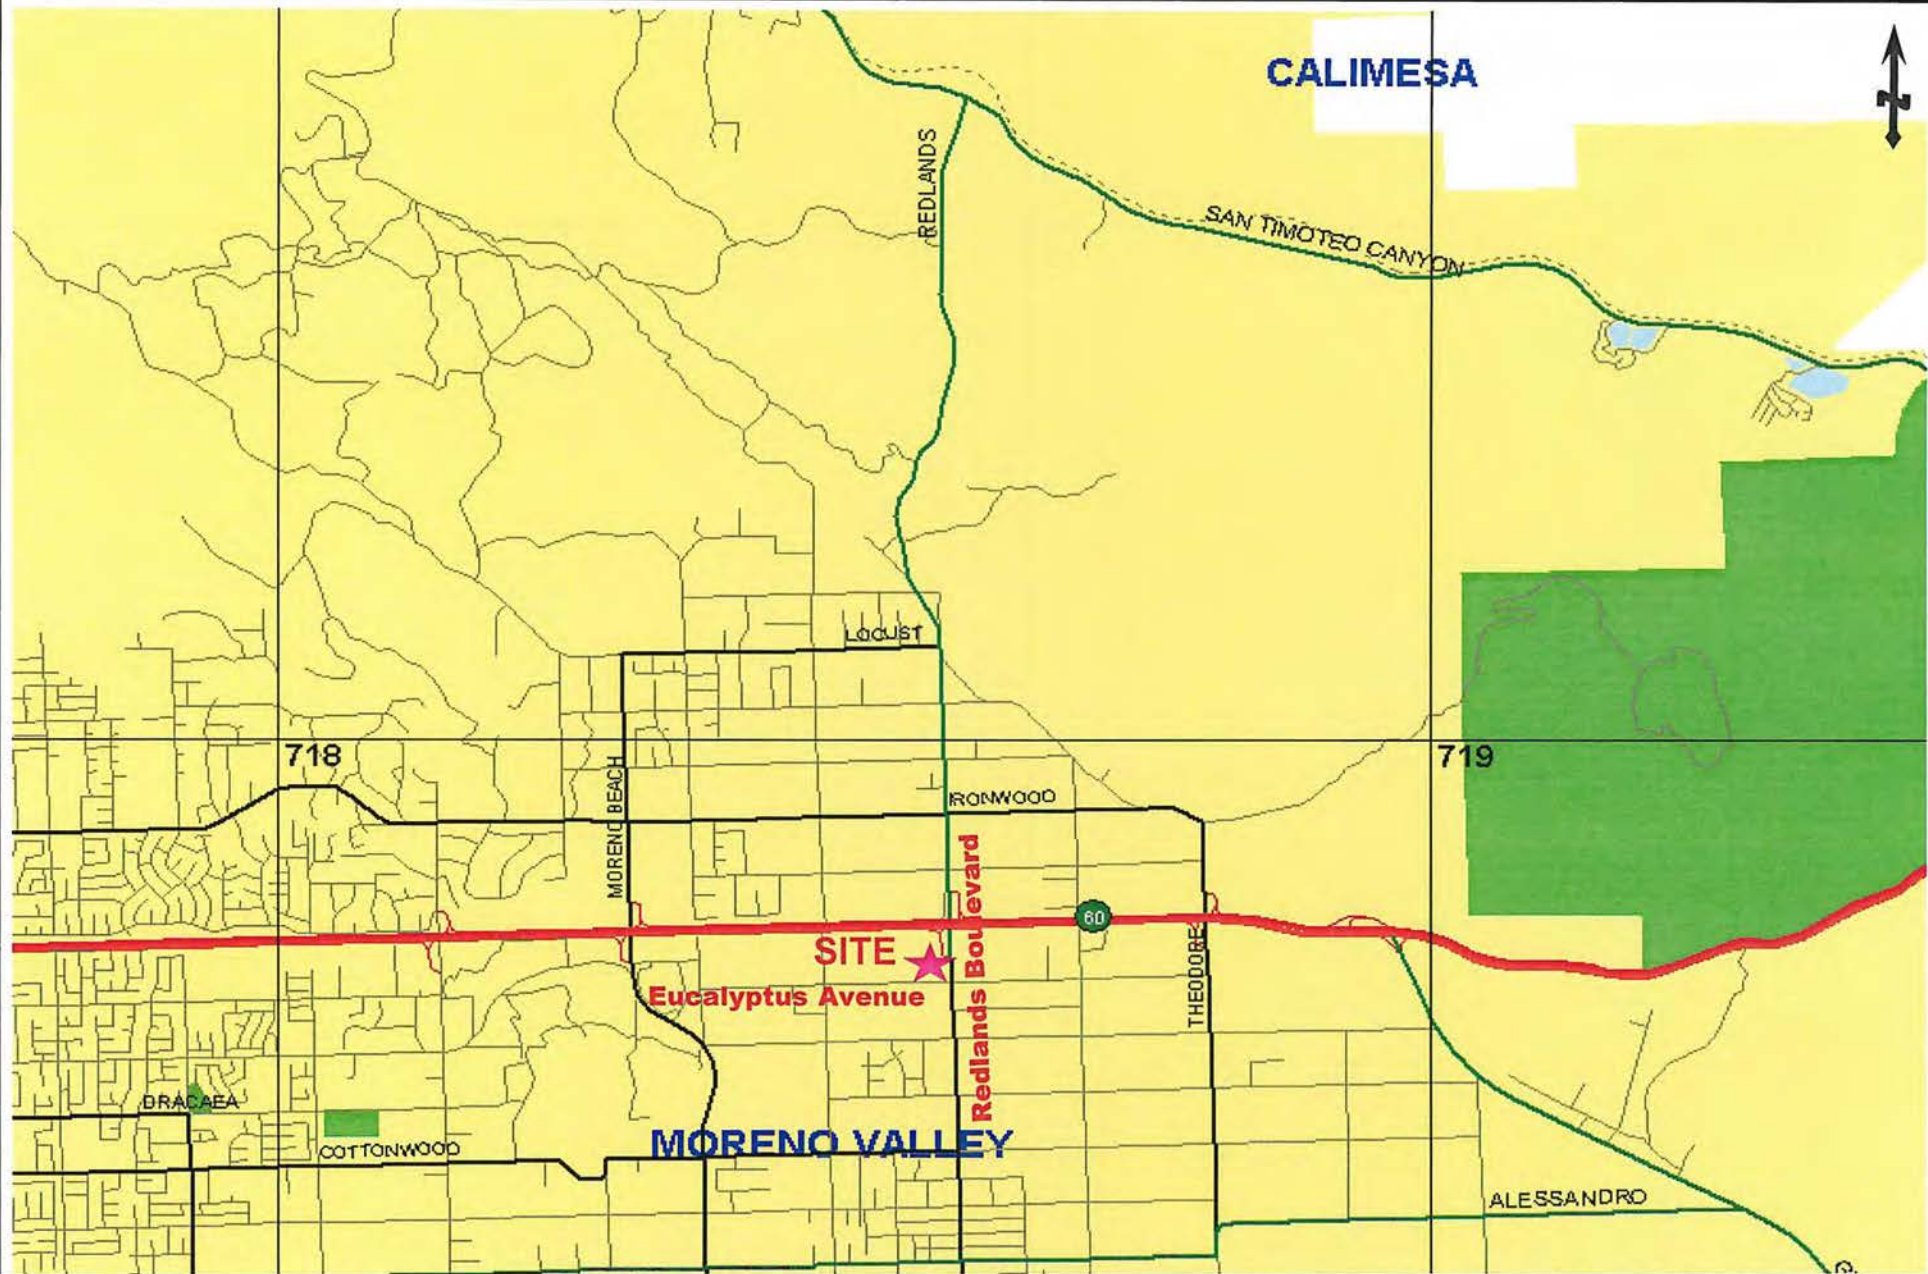 CALIMESA
REDLANDS
SAN TIMOTEO CANYON
LOCUST
718
719
MORENO BEACH
IRONWOOD
60
SITE
Redlands Boulevard
THEODORE
Eucalyptus Avenue
DRACAEA
COTTONWOOD
MORENO VALLEY
ALESSANDRO